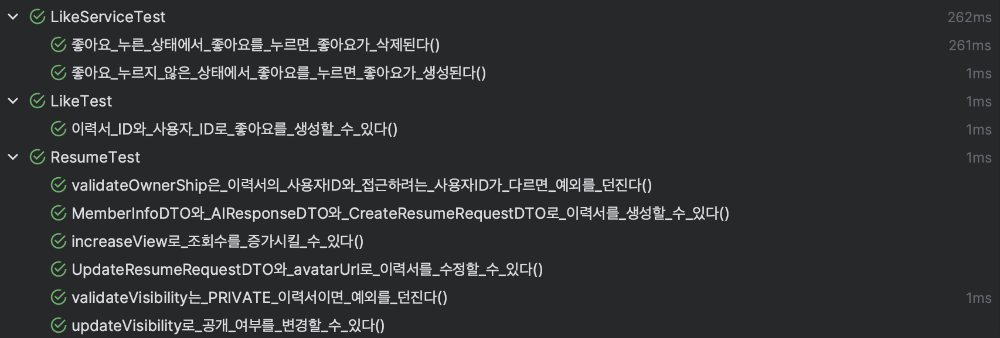 LikeServiceTest 262ms
좋아요_누른_상태에서_좋아요를_누르면_좋아요가_삭제된다() 261ms
좋아요_누르지_않은_상태에서_좋아요를_누르면_좋아요가_생성된다() 1ms
LikeTest 1ms
이력서_ID와_사용자_ID로_좋아요를_생성할_수_있다() 1ms
ResumeTest 1ms
validateOwnerShip은_이력서의_사용자ID와_접근하려는_사용자ID가_다르면_예외를_던진다()
MemberInfoDTO와_AIResponseDTO와_CreateResumeRequestDTO로_이력서를_생성할_수_있다()
increaseView로_조회수를_증가시킬_수_있다()
UpdateResumeRequestDTO와_avatarUrl로_이력서를_수정할_수_있다()
validateVisibility는_PRIVATE_이력서이면_예외를_던진다() 1ms
updateVisibility로_공개_여부를_변경할_수_있다()